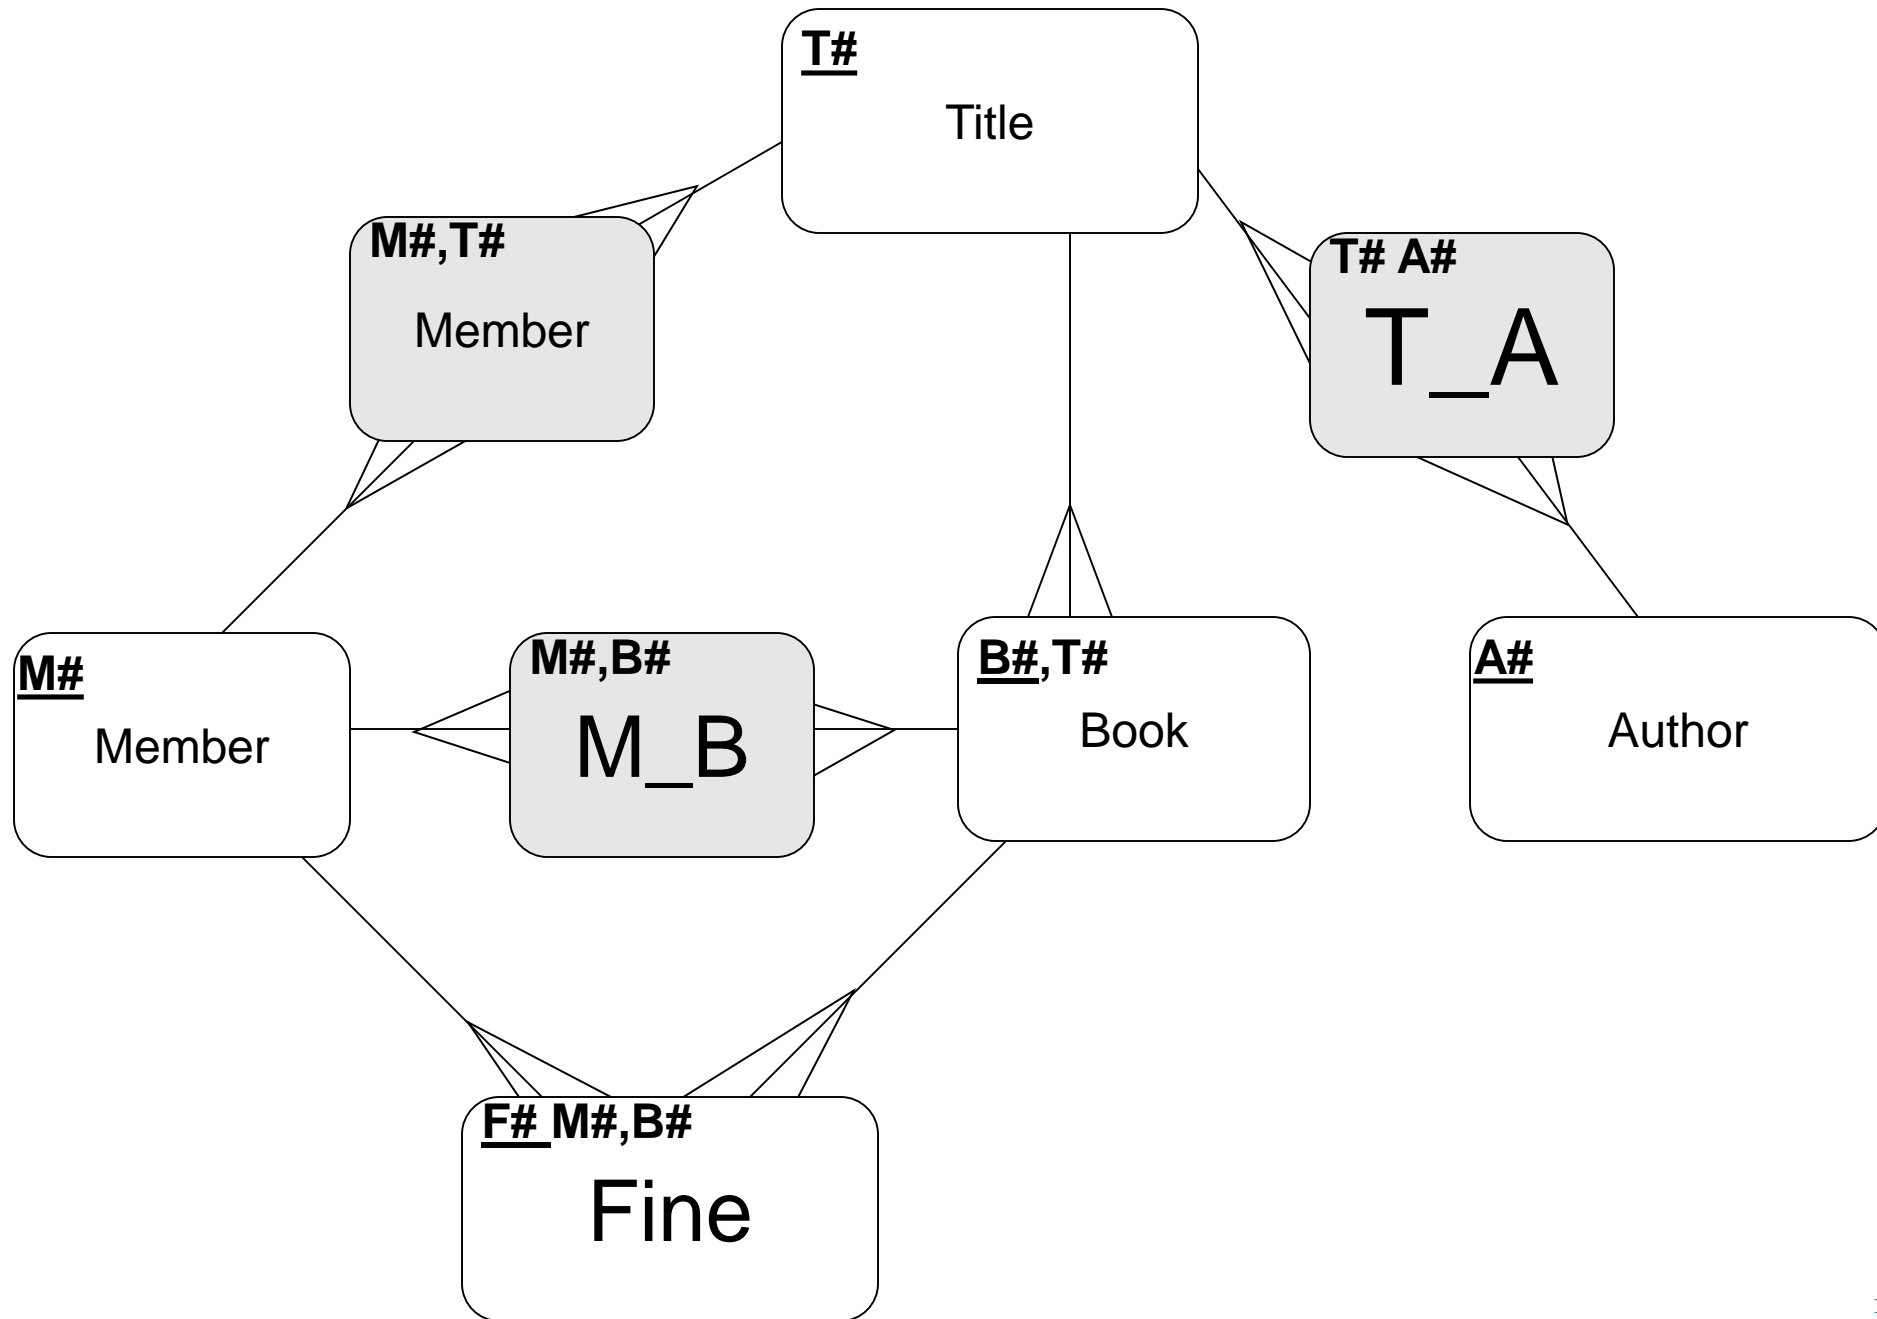 T#
Title
M#,T#
Member
T# A#
T_A
M#
Member
M#,B#
M_B
B#,T#
Book
A#
Author
F# M#,B#
Fine